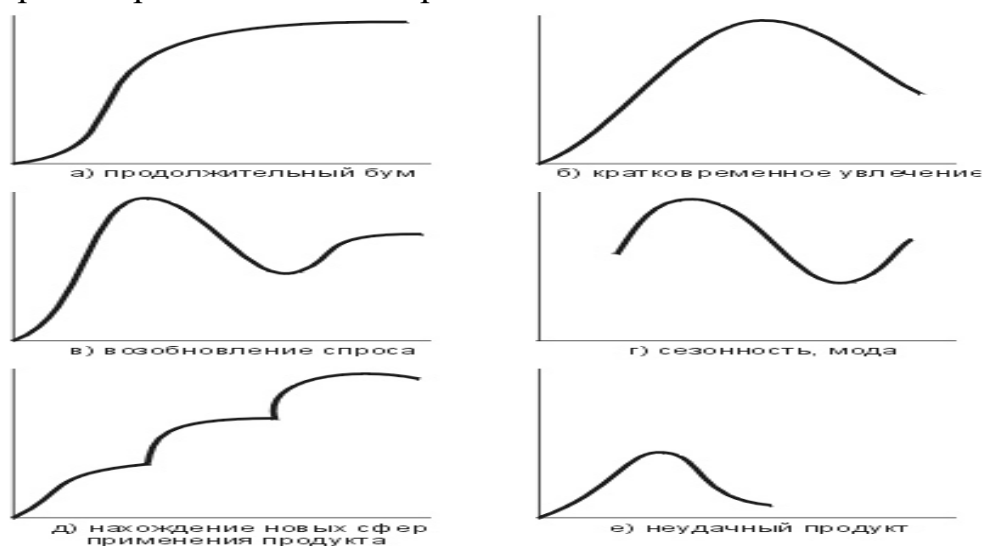 а) продолжительный бум
б) кратковременное увлечение
в) возобновление спроса
г) сезонность, мода
д) нахождение новых сфер
применения продукта
е) неудачный продукт